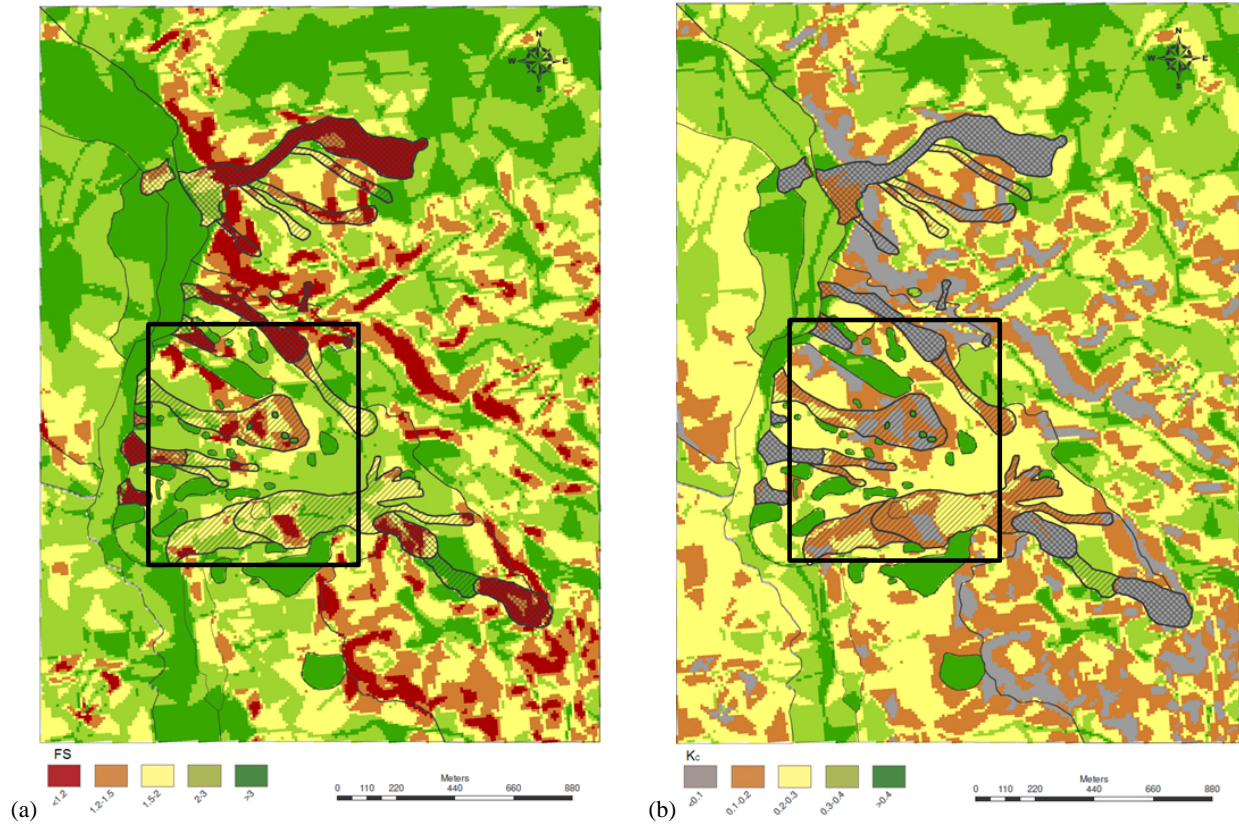 N
W E
S
FS
<1.2 1.2-1.5 1.5-2 2-3 >3
Meters
0 110 220 440 660 880
(a)
N
W E
S
Kc
<0.1 0.1-0.2 0.2-0.3 0.3-0.4 >0.4
Meters
0 110 220 440 660 880
(b)